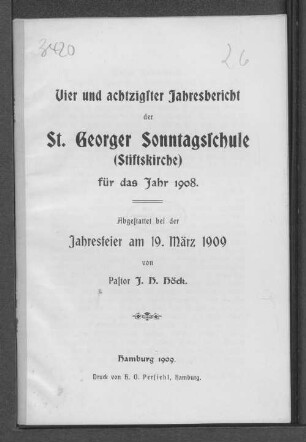 3420
26
Vier und achtzigster Jahresbericht
der
St. Georger Sonntagsschule
(Stiftskirche)
für das Jahr 1908.
Abgestattet bei der
Jahresfeier am 19. März 1909
von
Pastor J. H. Höck.
Hamburg 1909.
Druck von H. O. Persiehl, Hamburg.